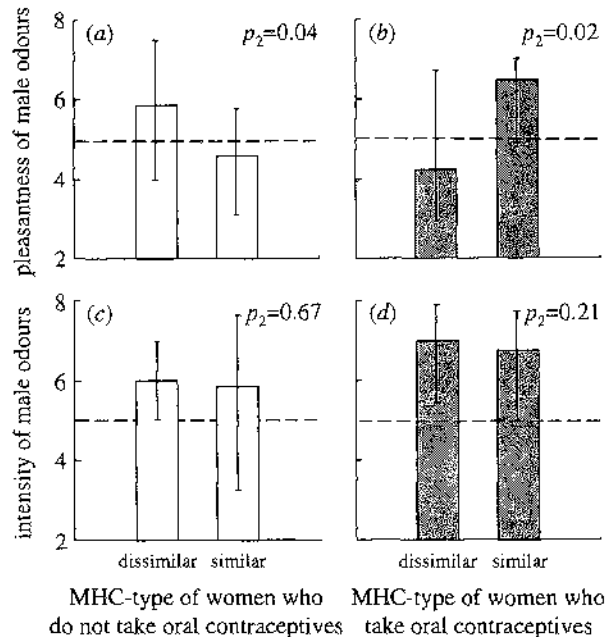 8
(a)
p₂=0.04
(b)
p₂=0.02
pleasantness of male odours
6
4
2
8
(c)
p₂=0.67
(d)
p₂=0.21
intensity of male odours
6
4
2
dissimilar similar
dissimilar similar
MHC-type of women who
do not take oral contraceptives
MHC-type of women who
take oral contraceptives